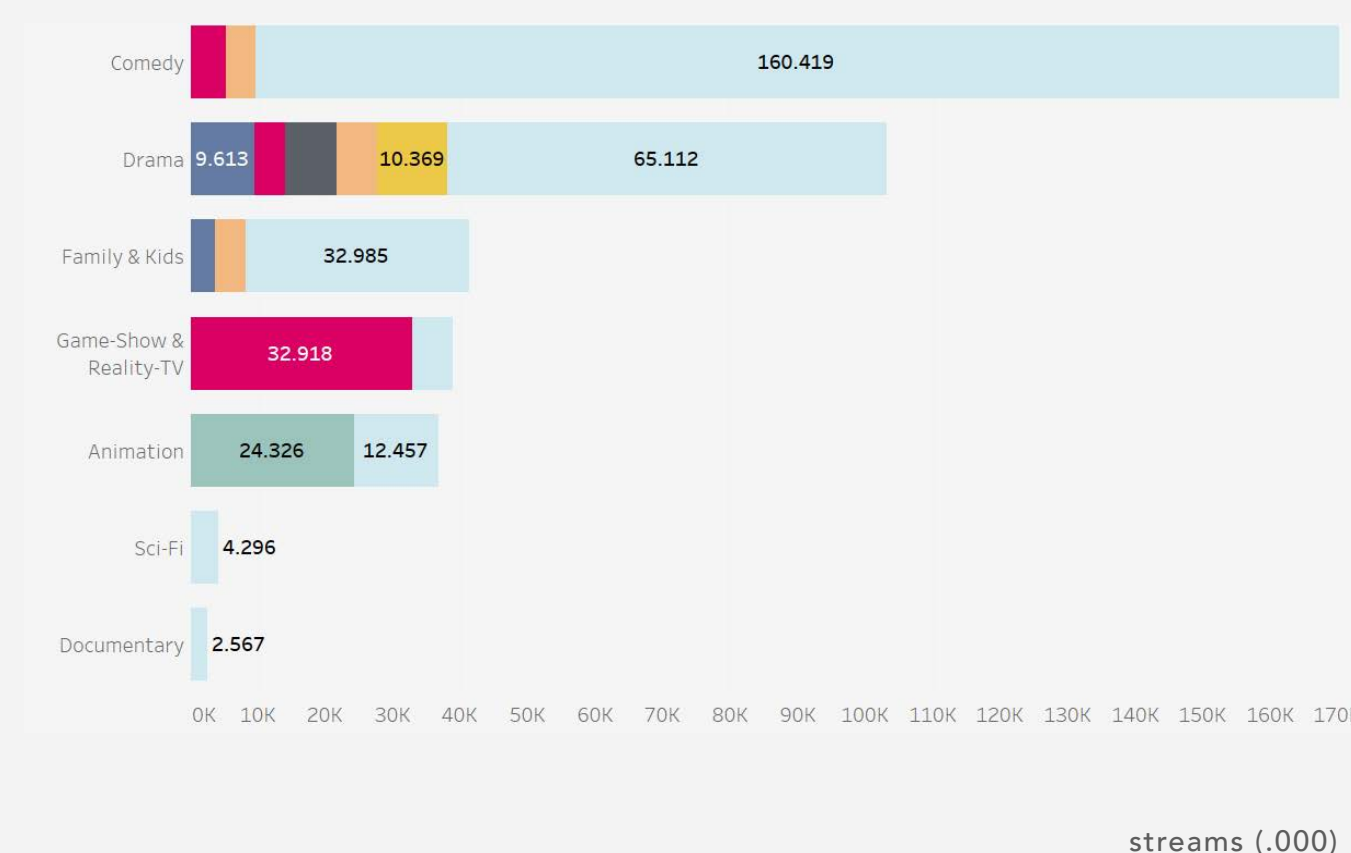 Comedy
160.419
Drama
9.613
10.369
65.112
Family & Kids
32.985
Game-Show &
Reality-TV
32.918
Animation
24.326
12.457
Sci-Fi
4.296
Documentary
2.567
0K 10K 20K 30K 40K 50K 60K 70K 80K 90K 100K 110K 120K 130K 140K 150K 160K 170
streams (.000)